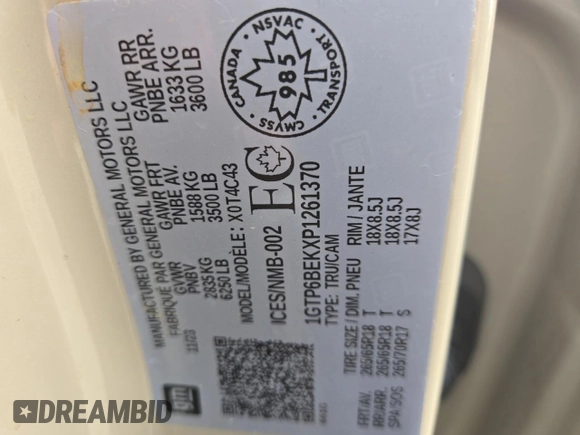 MANUFACTURED BY GENERAL MOTORS LLC
FABRIQUÉ PAR GENERAL MOTORS LLC
11/23 GVWR GAWR FRT GAWR RR
PNBV PNBE AV. PNBE ARR.
2835 KG 1588 KG 1633 KG
6250 LB 3500 LB 3600 LB
MODEL/MODÈLE: X0T4C43
ICES/NMB-002 EC
1GTP6BEKXP1261370
TYPE: TRU/CAM
TIRE SIZE / DIM. PNEU RIM / JANTE
FRT/AV. 265/65R18 T 18X8.5J
RR/ARR. 265/65R18 T 18X8.5J
SPA/SOS 265/70R17 S 17X8J
gm
CANADA NSVAC TRANSPORT CMVSS
985
DREAMBID